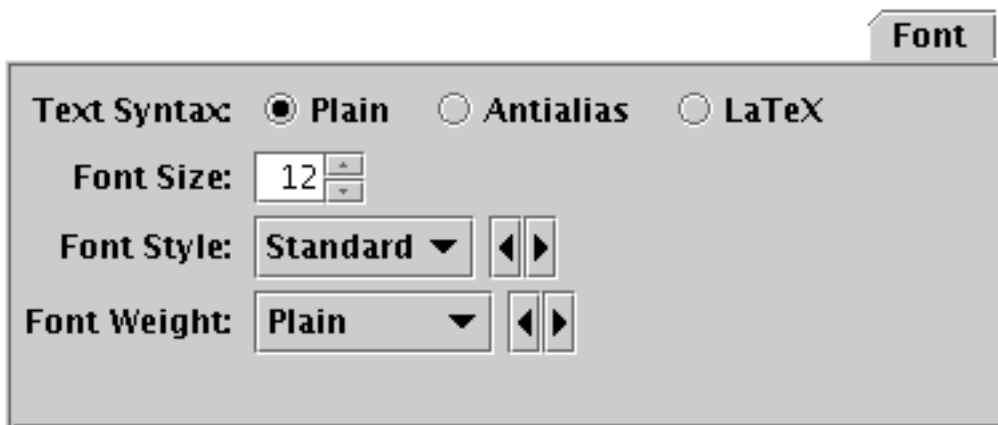 Font
Text Syntax: Plain Antialias LaTeX
Font Size: 12
Font Style: Standard
Font Weight: Plain